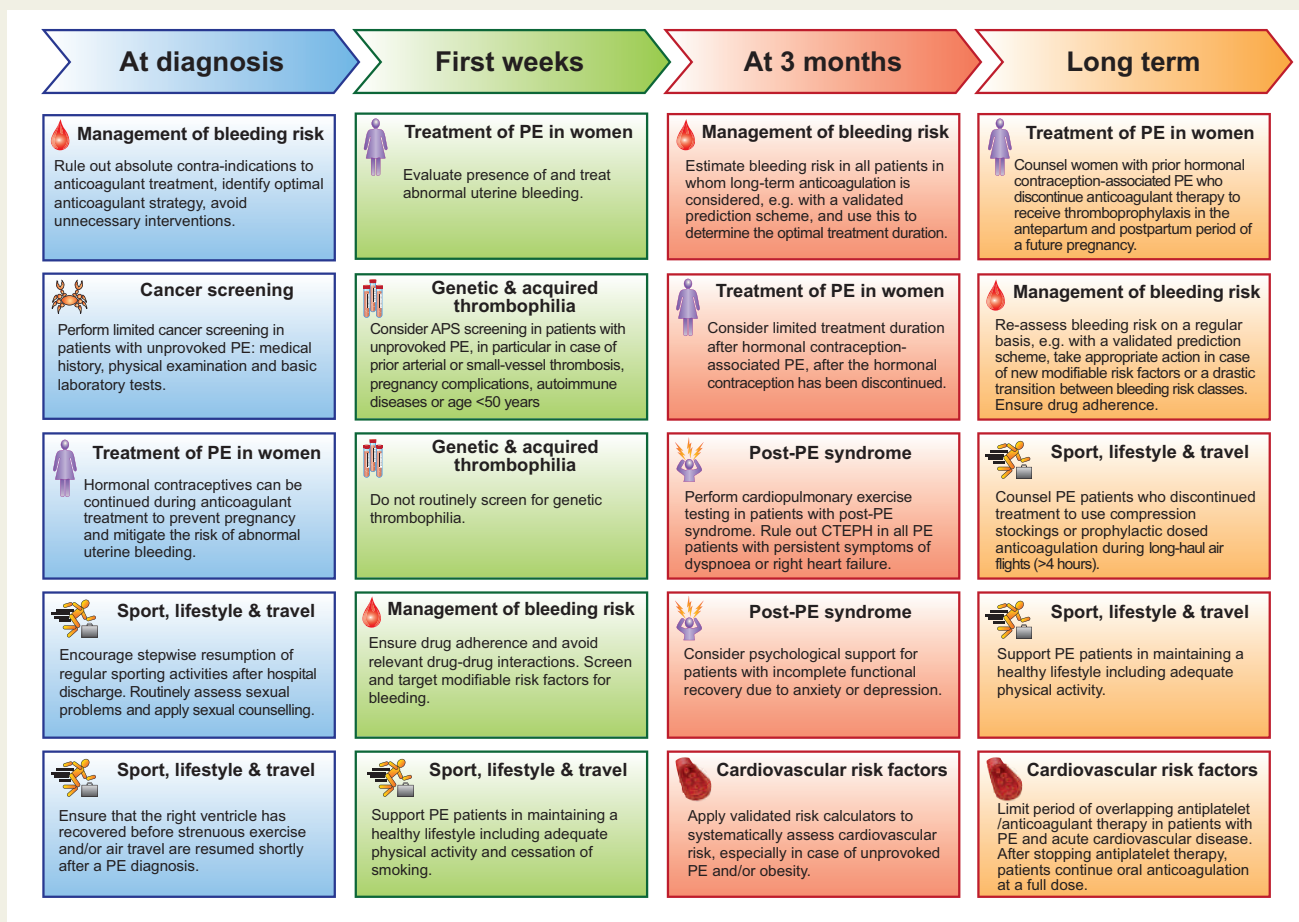 At diagnosis
First weeks
At 3 months
Long term
Management of bleeding risk
Rule out absolute contra-indications to
anticoagulant treatment, identify optimal
anticoagulant strategy, avoid
unnecessary interventions.
Treatment of PE in women
Evaluate presence of and treat
abnormal uterine bleeding.
Management of bleeding risk
Estimate bleeding risk in all patients in
whom long-term anticoagulation is
considered, e.g. with a validated
prediction scheme, and use this to
determine the optimal treatment duration.
Treatment of PE in women
Counsel women with prior hormonal
contraception-associated PE who
discontinue anticoagulant therapy to
receive thromboprophylaxis in the
antepartum and postpartum period of
a future pregnancy.
Cancer screening
Perform limited cancer screening in
patients with unprovoked PE: medical
history, physical examination and basic
laboratory tests.
Genetic & acquired
thrombophilia
Consider APS screening in patients with
unprovoked PE, in particular in case of
prior arterial or small-vessel thrombosis,
pregnancy complications, autoimmune
diseases or age <50 years
Treatment of PE in women
Consider limited treatment duration
after hormonal contraception-
associated PE, after the hormonal
contraception has been discontinued.
Management of bleeding risk
Re-assess bleeding risk on a regular
basis, e.g. with a validated prediction
scheme, take appropriate action in case
of new modifiable risk factors or a drastic
transition between bleeding risk classes.
Ensure drug adherence.
Treatment of PE in women
Hormonal contraceptives can be
continued during anticoagulant
treatment to prevent pregnancy
and mitigate the risk of abnormal
uterine bleeding.
Genetic & acquired
thrombophilia
Do not routinely screen for genetic
thrombophilia.
Post-PE syndrome
Perform cardiopulmonary exercise
testing in patients with post-PE
syndrome. Rule out CTEPH in all PE
patients with persistent symptoms of
dyspnoea or right heart failure.
Sport, lifestyle & travel
Counsel PE patients who discontinued
treatment to use compression
stockings or prophylactic dosed
anticoagulation during long-haul air
flights (>4 hours).
Sport, lifestyle & travel
Encourage stepwise resumption of
regular sporting activities after hospital
discharge. Routinely assess sexual
problems and apply sexual counselling.
Management of bleeding risk
Ensure drug adherence and avoid
relevant drug-drug interactions. Screen
and target modifiable risk factors for
bleeding.
Post-PE syndrome
Consider psychological support for
patients with incomplete functional
recovery due to anxiety or depression.
Sport, lifestyle & travel
Support PE patients in maintaining a
healthy lifestyle including adequate
physical activity.
Sport, lifestyle & travel
Ensure that the right ventricle has
recovered before strenuous exercise
and/or air travel are resumed shortly
after a PE diagnosis.
Sport, lifestyle & travel
Support PE patients in maintaining a
healthy lifestyle including adequate
physical activity and cessation of
smoking.
Cardiovascular risk factors
Apply validated risk calculators to
systematically assess cardiovascular
risk, especially in case of unprovoked
PE and/or obesity.
Cardiovascular risk factors
Limit period of overlapping antiplatelet
/anticoagulant therapy in patients with
PE and acute cardiovascular disease.
After stopping antiplatelet therapy,
patients continue oral anticoagulation
at a full dose.